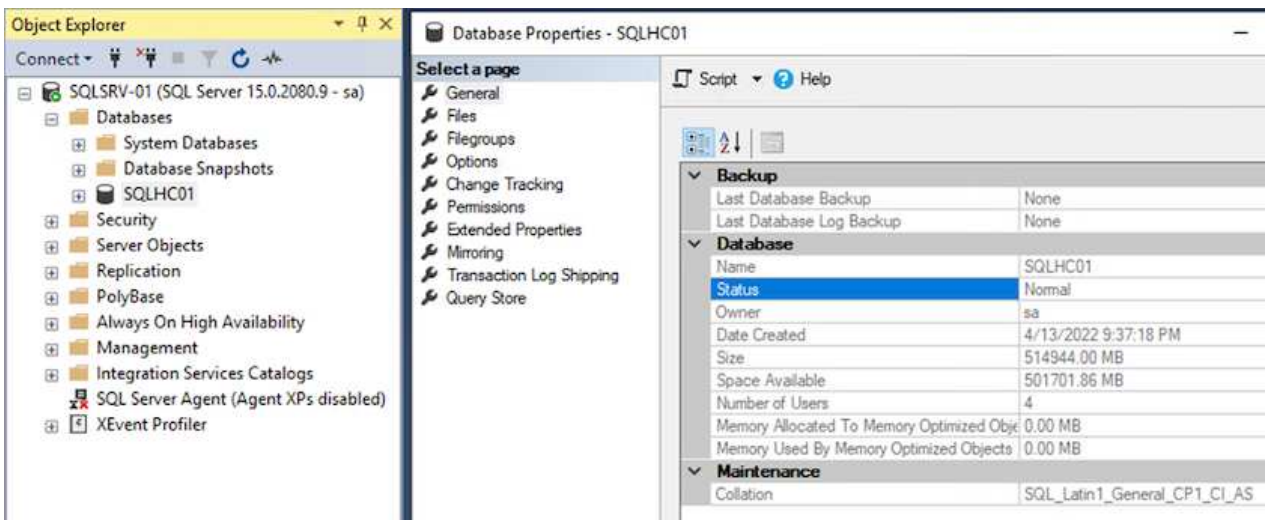 Object Explorer
Connect
SQLSRV-01 (SQL Server 15.0.2080.9 - sa)
Databases
System Databases
Database Snapshots
SQLHC01
Security
Server Objects
Replication
PolyBase
Always On High Availability
Management
Integration Services Catalogs
SQL Server Agent (Agent XPs disabled)
XEvent Profiler
Database Properties - SQLHC01
Select a page
General
Files
Filegroups
Options
Change Tracking
Permissions
Extended Properties
Mirroring
Transaction Log Shipping
Query Store
Script Help
Backup
Last Database Backup None
Last Database Log Backup None
Database
Name SQLHC01
Status Normal
Owner sa
Date Created 4/13/2022 9:37:18 PM
Size 514944.00 MB
Space Available 501701.86 MB
Number of Users 4
Memory Allocated To Memory Optimized Obje 0.00 MB
Memory Used By Memory Optimized Objects 0.00 MB
Maintenance
Collation SQL_Latin1_General_CP1_CI_AS